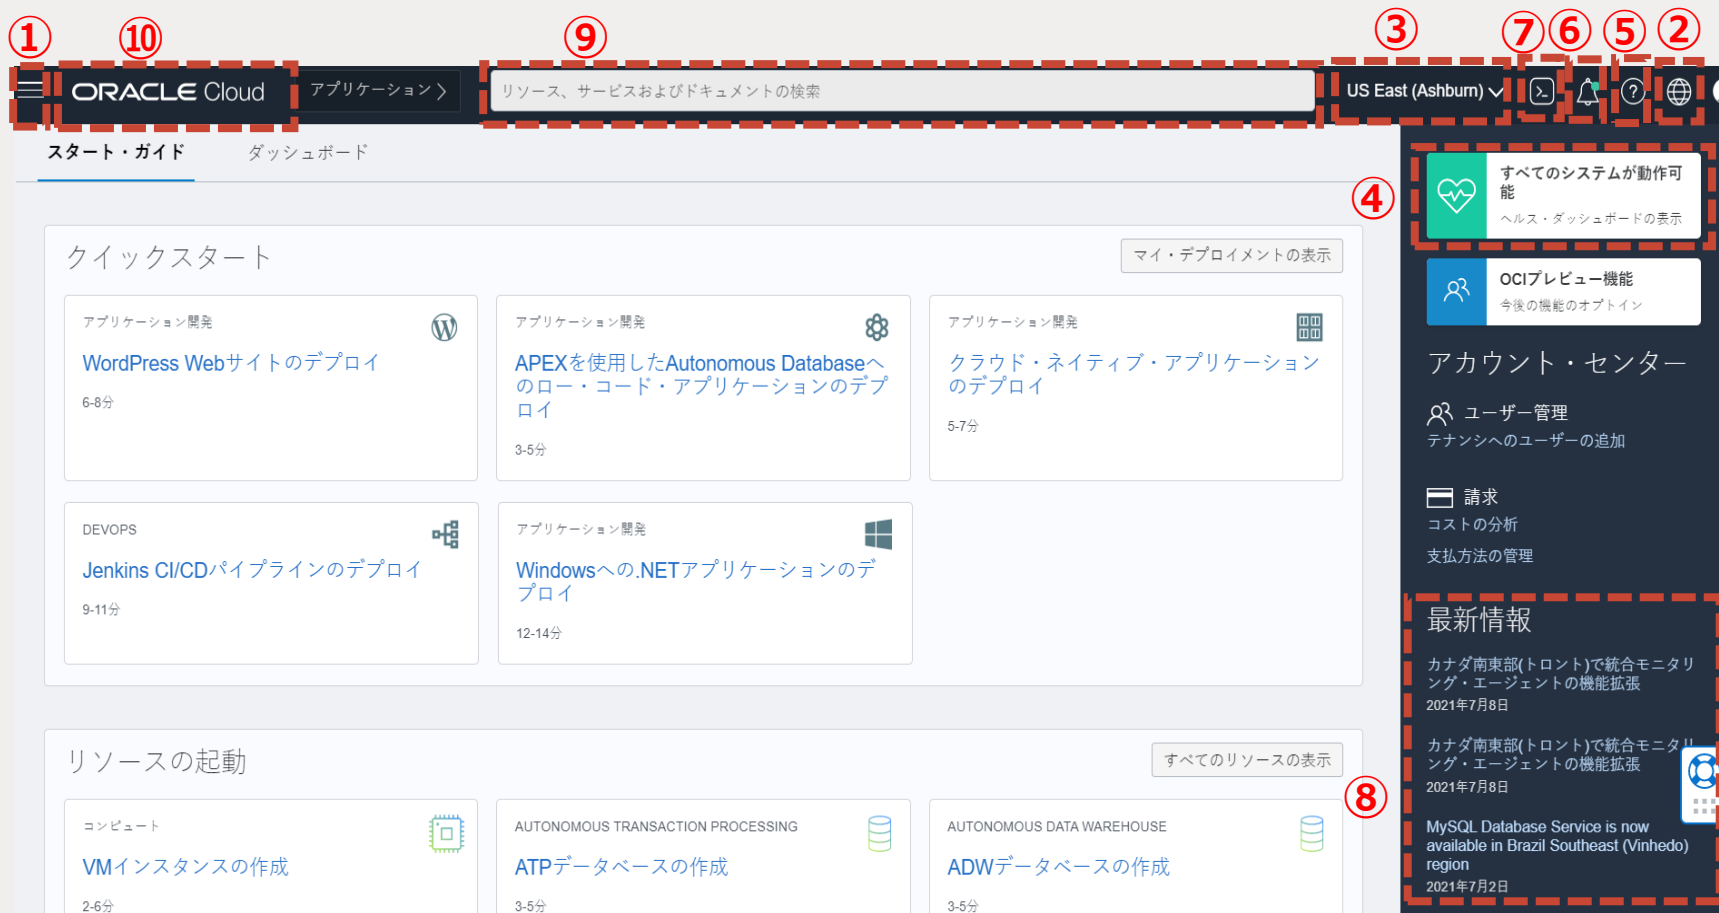 ①
⑩
⑨
③
⑦
⑥
⑤
②
ORACLE Cloud
アプリケーション
リソース、サービスおよびドキュメントの検索
US East (Ashburn)
スタート・ガイド
ダッシュボード
④
すべてのシステムが動作可
能
ヘルス・ダッシュボードの表示
クイックスタート
マイ・デプロイメントの表示
アプリケーション開発
WordPress Webサイトのデプロイ
6-8分
アプリケーション開発
APEXを使用したAutonomous Databaseへ
のロー・コード・アプリケーションのデプ
ロイ
3-5分
アプリケーション開発
クラウド・ネイティブ・アプリケーション
のデプロイ
5-7分
DEVOPS
Jenkins CI/CDパイプラインのデプロイ
9-11分
アプリケーション開発
Windowsへの.NETアプリケーションのデ
プロイ
12-14分
OCIプレビュー機能
今後の機能のオプトイン
アカウント・センター
ユーザー管理
テナンシへのユーザーの追加
請求
コストの分析
支払方法の管理
リソースの起動
すべてのリソースの表示
⑧
コンピュート
VMインスタンスの作成
2-6分
AUTONOMOUS TRANSACTION PROCESSING
ATPデータベースの作成
3-5分
AUTONOMOUS DATA WAREHOUSE
ADWデータベースの作成
3-5分
最新情報
カナダ南東部(トロント)で統合モニタリ
ング・エージェントの機能拡張
2021年7月8日
カナダ南東部(トロント)で統合モニタリ
ング・エージェントの機能拡張
2021年7月8日
MySQL Database Service is now
available in Brazil Southeast (Vinhedo)
region
2021年7月2日